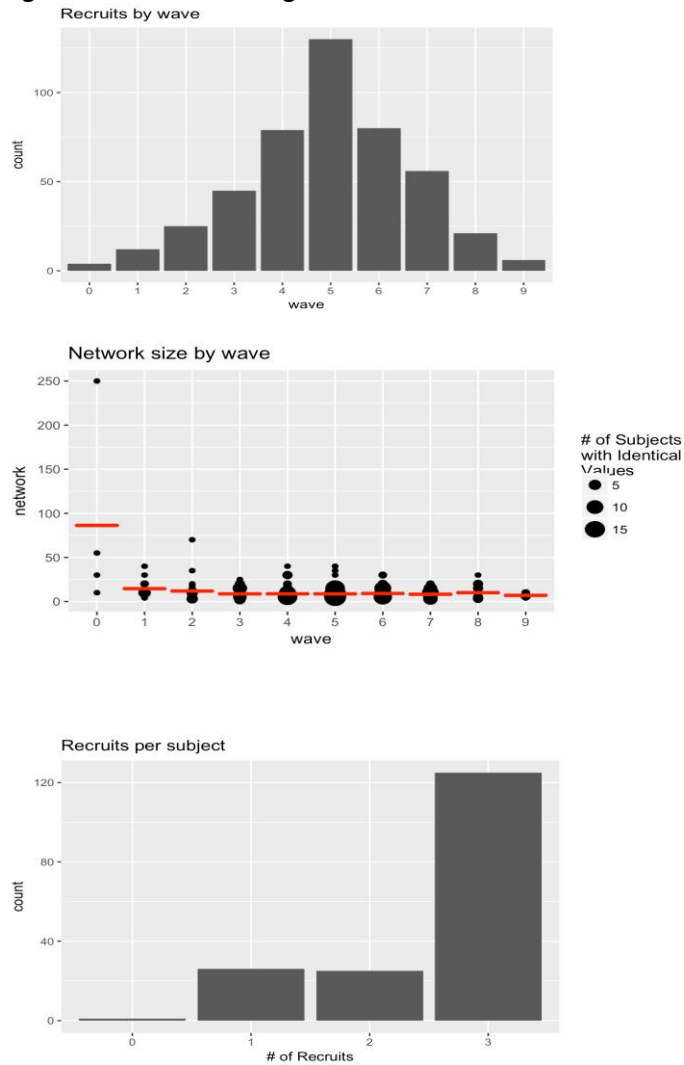 Recruits by wave
100
50
0
count
0 1 2 3 4 5 6 7 8 9
wave
Network size by wave
250
200
150
100
50
0
network
0 1 2 3 4 5 6 7 8 9
wave
# of Subjects
with Identical
Values
5
10
15
Recruits per subject
120
80
40
0
count
0 1 2 3
# of Recruits